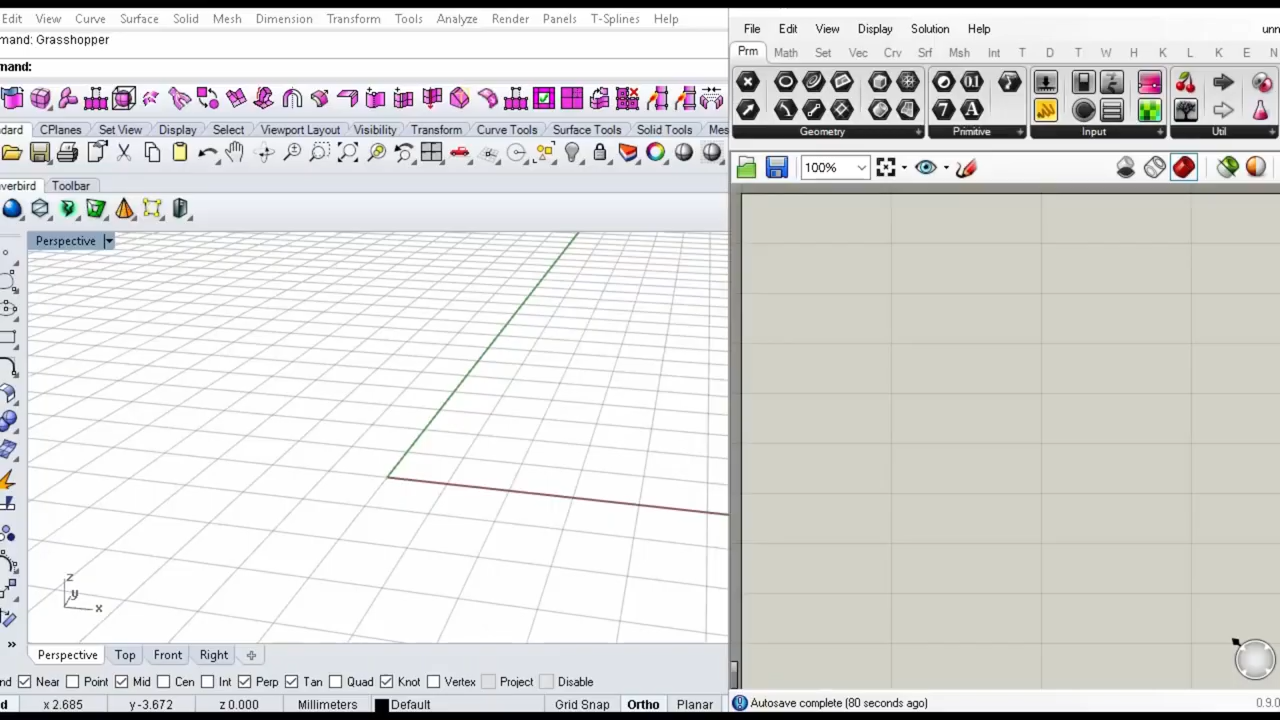 Edit View Curve Surface Solid Mesh Dimension Transform Tools Analyze Render Panels T-Splines Help
mand: Grasshopper
mand:
dard CPlanes Set View Display Select Viewport Layout Visibility Transform Curve Tools Surface Tools Solid Tools Mes
verbird Toolbar
Perspective
z
y
x
Perspective Top Front Right
nd Near Point Mid Cen Int Perp Tan Quad Knot Vertex Project Disable
d x 2.685 y -3.672 z 0.000 Millimeters Default Grid Snap Ortho Planar
File Edit View Display Solution Help unn
Prm Math Set Vec Crv Srf Msh Int T D T W H K L K E N
0.1
7 A
Geometry Primitive Input Util
100%
Autosave complete (80 seconds ago) 0.9.0